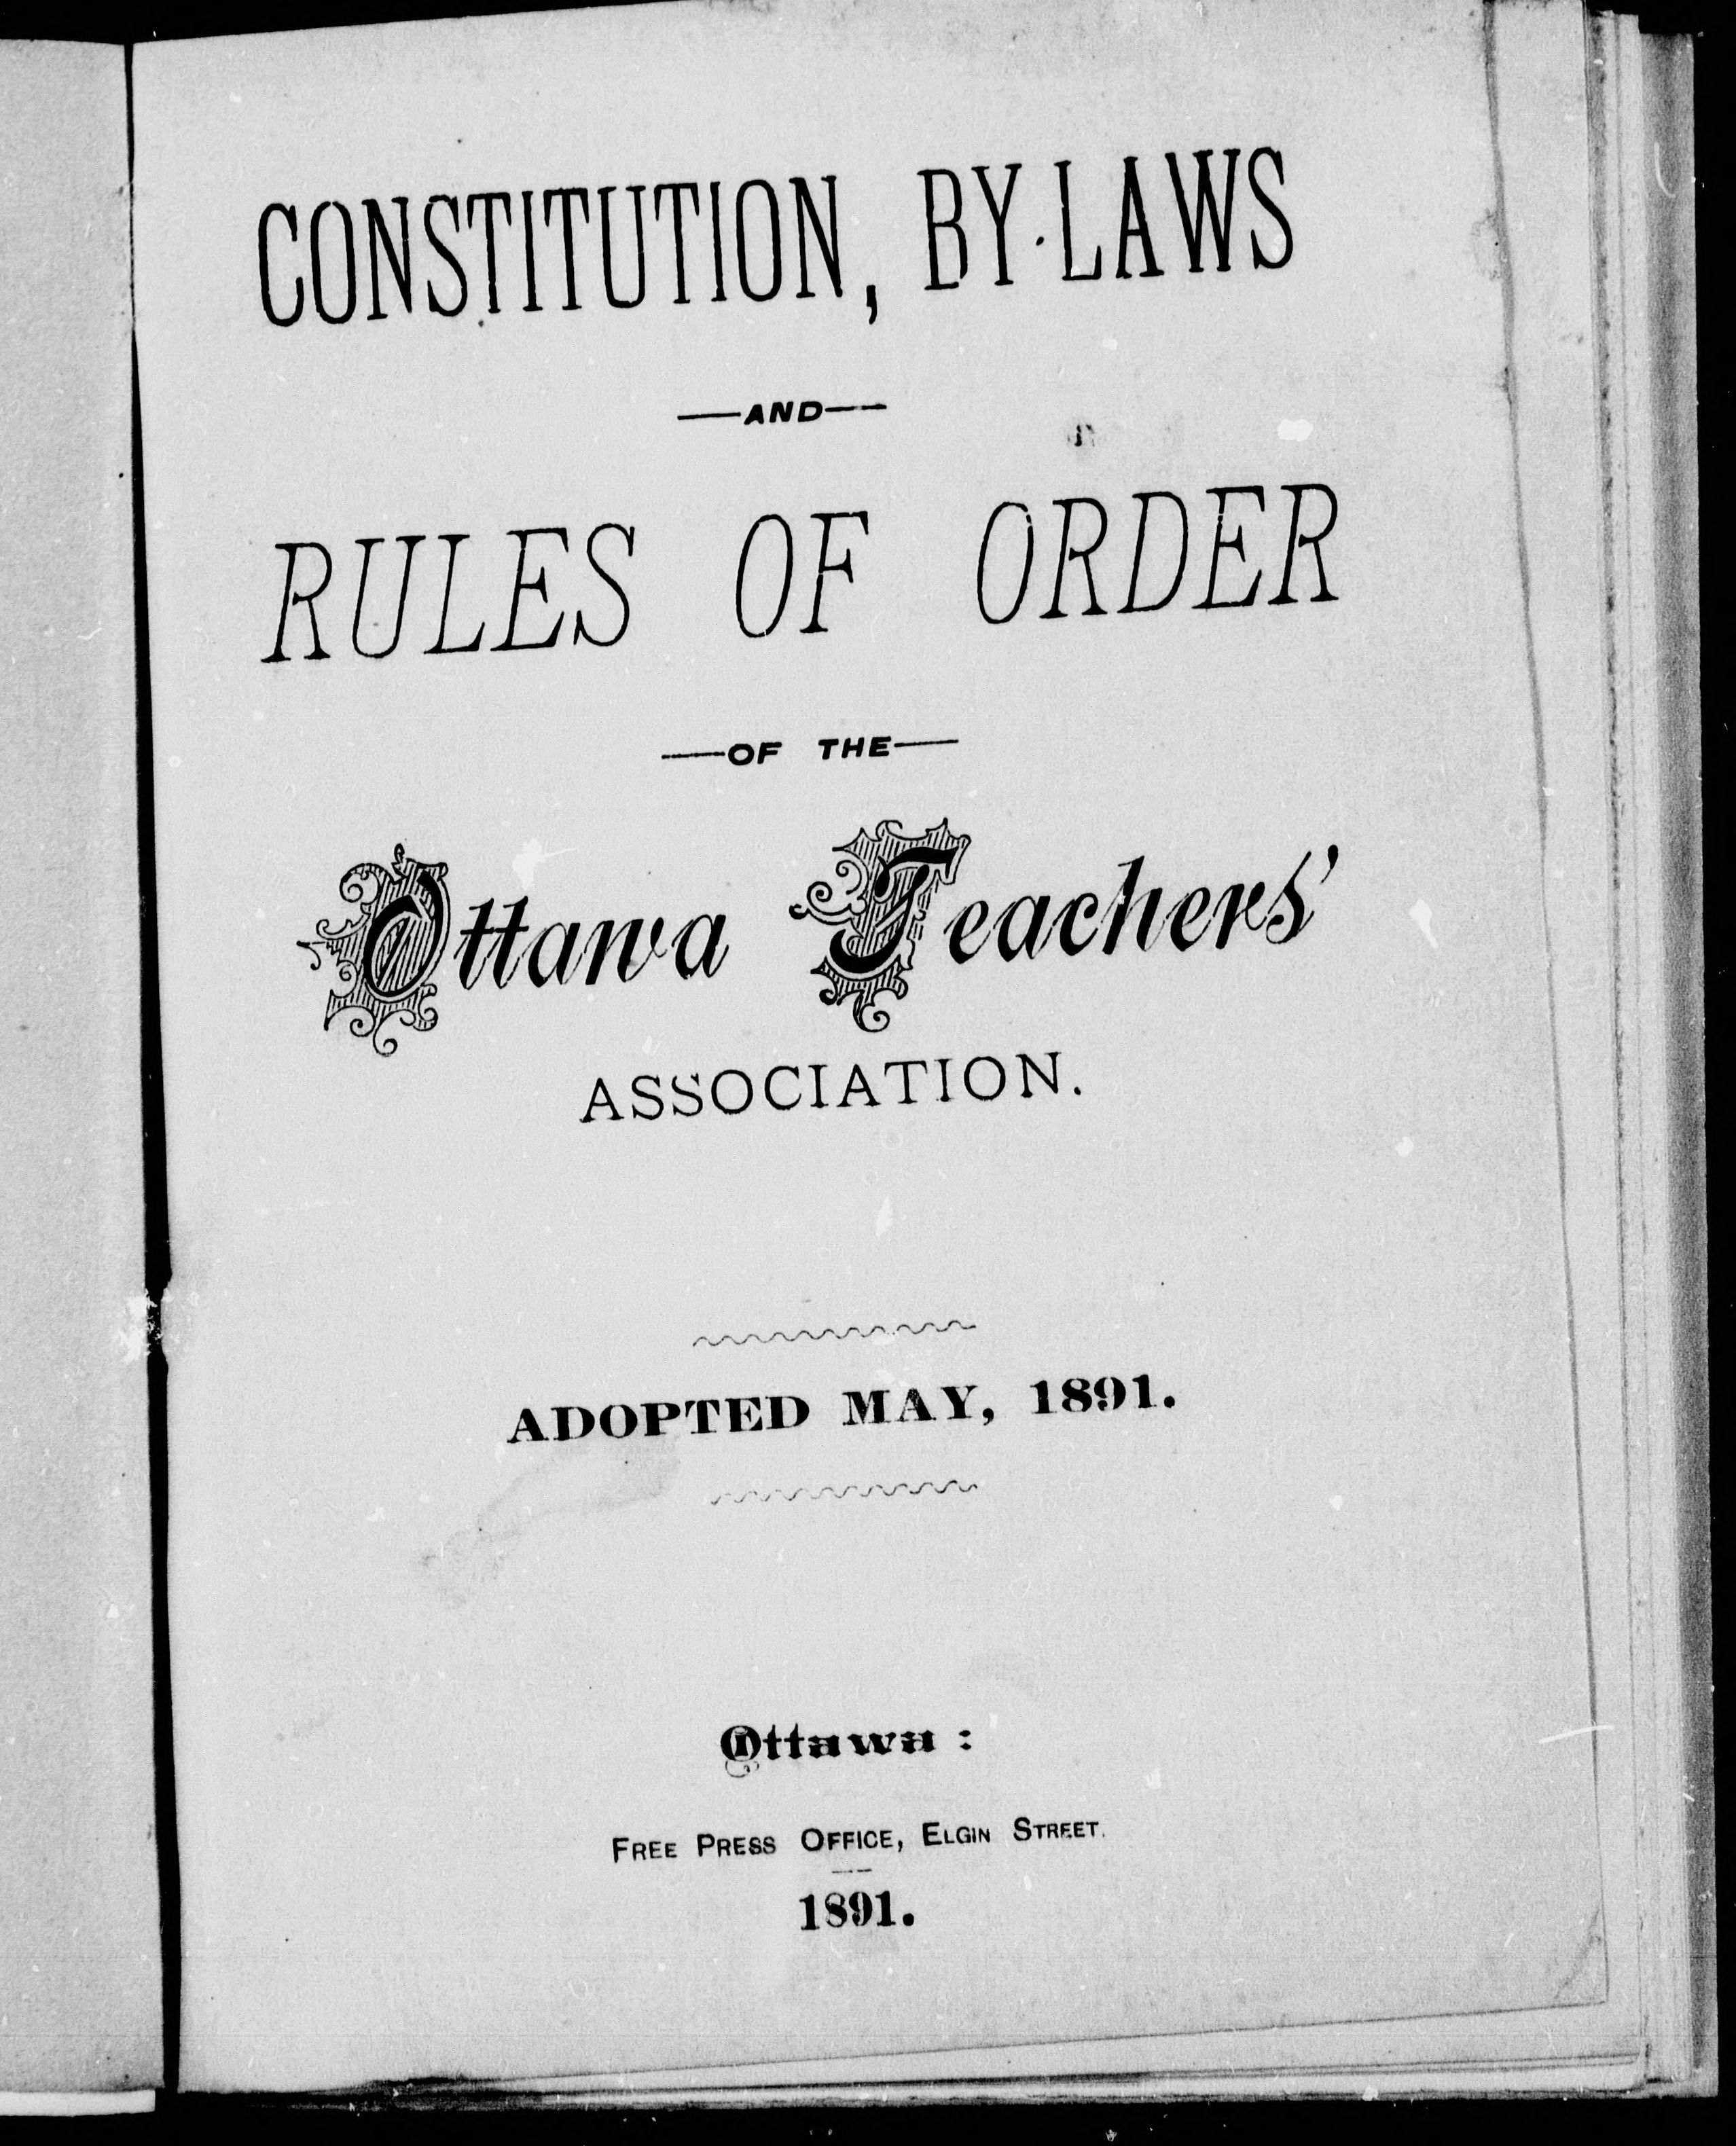 CONSTITUTION, BY-LAWS
—AND—
RULES OF ORDER
—OF THE—
Ottawa Teachers'
ASSOCIATION.
ADOPTED MAY, 1891.
Ottawa :
FREE PRESS OFFICE, ELGIN STREET.
1891.